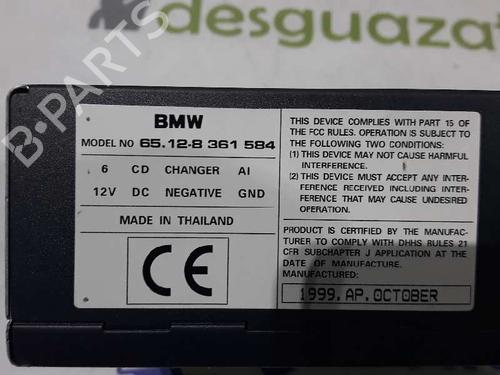 desguazat
B-PARTS
BMW
MODEL NO 65.12-8 361 584
6 CD CHANGER AI
12V DC NEGATIVE GND
MADE IN THAILAND
CE
THIS DEVICE COMPLIES WITH PART 15 OF
THE FCC RULES. OPERATION IS SUBJECT
TO THE FOLLOWING TWO CONDITIONS:
(1) THIS DEVICE MAY NOT CAUSE HARMFUL
INTERFERENCE.
(2) THIS DEVICE MUST ACCEPT ANY INTER-
FERENCE RECEIVED INCLUDING INTER-
FERENCE THAT MAY CAUSE UNDESIRED
OPERATION.
PRODUCT IS CERTIFIED BY THE MANUFAC-
TURER TO COMPLY WITH DHHS RULES 21
CFR SUBCHAPTER J APPLICATION AT THE
DATE OF MANUFACTURE.
MANUFACTURED:
1999.AP.OCTOBER